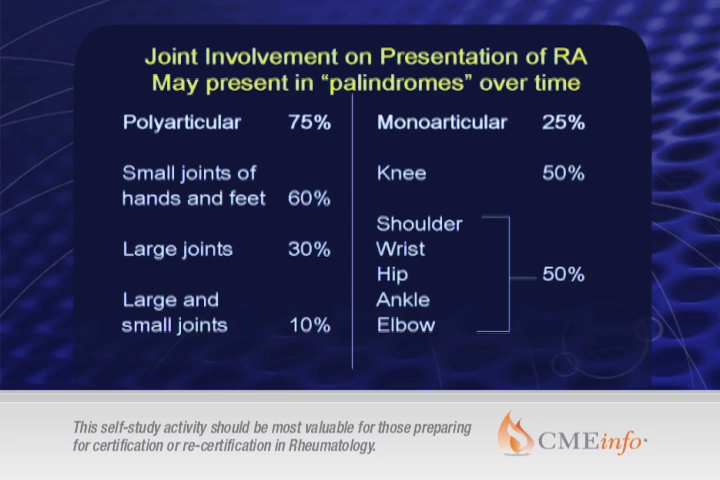 Joint Involvement on Presentation of RA
May present in “palindromes” over time
Polyarticular 75%
Small joints of
hands and feet 60%
Large joints 30%
Large and
small joints 10%
Monoarticular 25%
Knee 50%
Shoulder
Wrist
Hip 50%
Ankle
Elbow
This self-study activity should be most valuable for those preparing
for certification or re-certification in Rheumatology.
CMEinfo